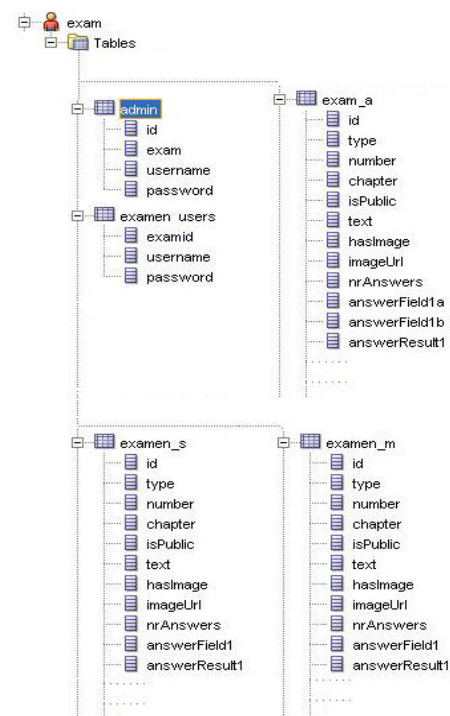 exam
Tables
admin
id
exam
username
password
examen_users
examid
username
password
exam_a
id
type
number
chapter
isPublic
text
hasImage
imageUrl
nrAnswers
answerField1a
answerField1b
answerResult1
examen_s
id
type
number
chapter
isPublic
text
hasImage
imageUrl
nrAnswers
answerField1
answerResult1
examen_m
id
type
number
chapter
isPublic
text
hasImage
imageUrl
nrAnswers
answerField1
answerResult1